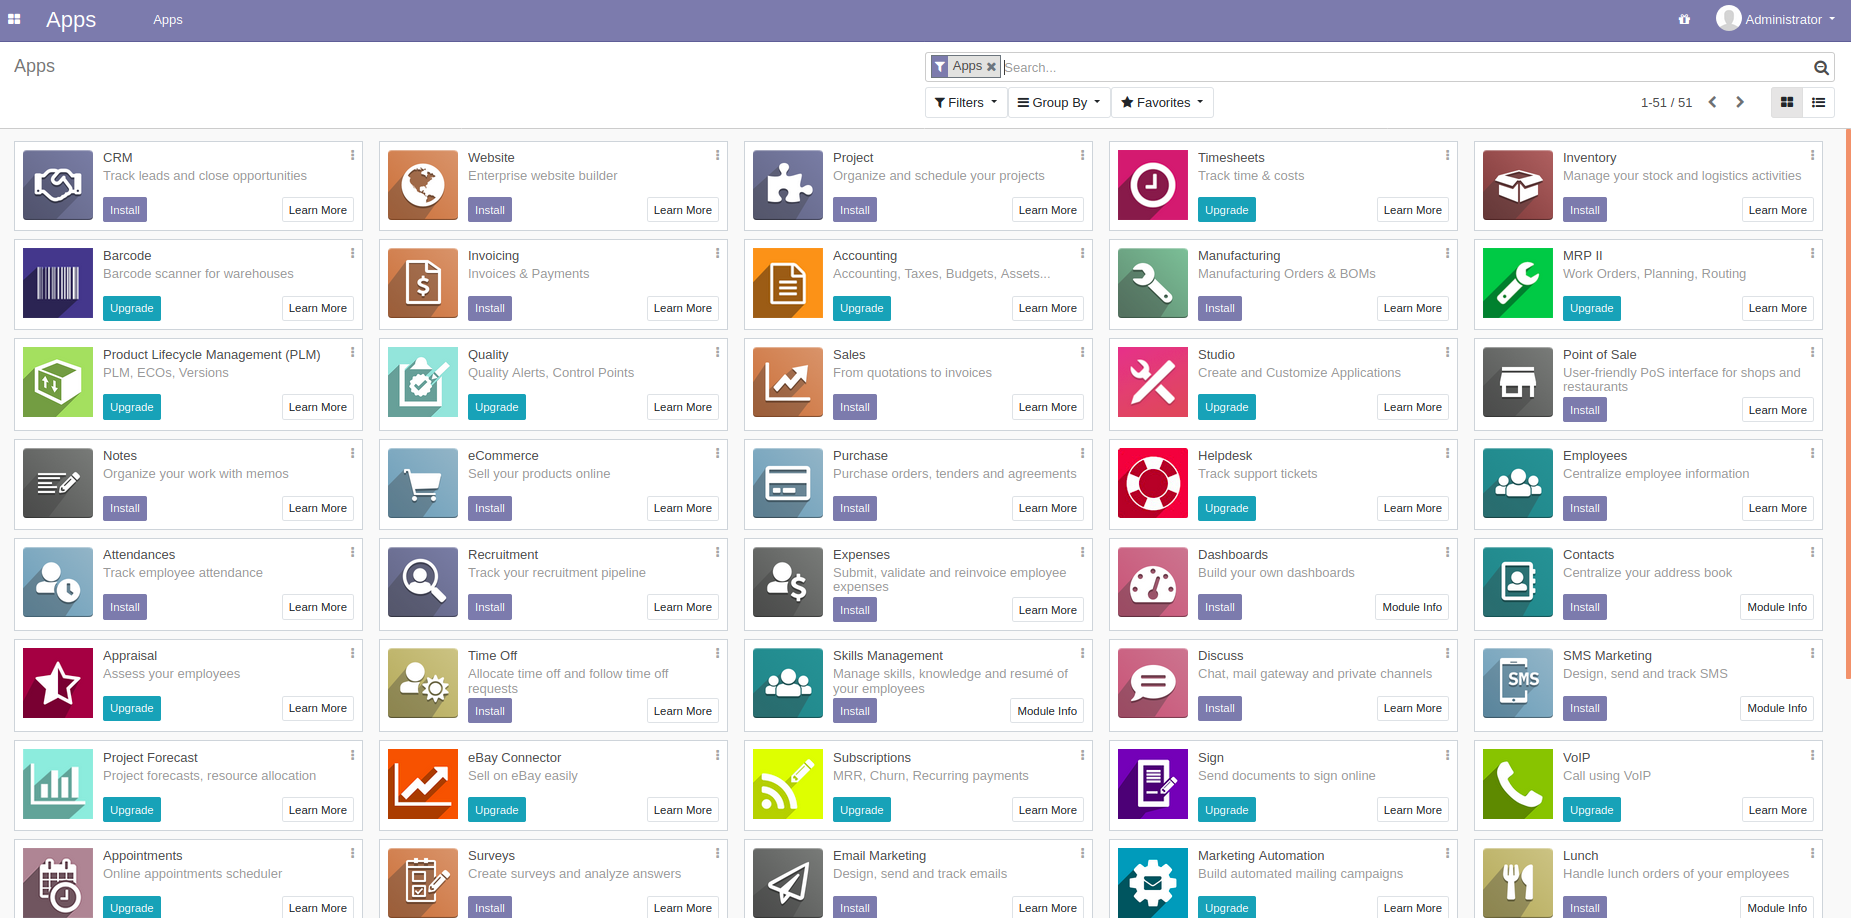 Apps
Apps
Administrator
Apps
Apps
Search...
Filters
Group By
Favorites
1-51 / 51
CRM
Track leads and close opportunities
Install
Learn More
Website
Enterprise website builder
Install
Learn More
Project
Organize and schedule your projects
Install
Learn More
Timesheets
Track time & costs
Upgrade
Learn More
Inventory
Manage your stock and logistics activities
Install
Learn More
Barcode
Barcode scanner for warehouses
Upgrade
Learn More
Invoicing
Invoices & Payments
Install
Learn More
Accounting
Accounting, Taxes, Budgets, Assets...
Upgrade
Learn More
Manufacturing
Manufacturing Orders & BOMs
Install
Learn More
MRP II
Work Orders, Planning, Routing
Upgrade
Learn More
Product Lifecycle Management (PLM)
PLM, ECOs, Versions
Upgrade
Learn More
Quality
Quality Alerts, Control Points
Upgrade
Learn More
Sales
From quotations to invoices
Install
Learn More
Studio
Create and Customize Applications
Upgrade
Learn More
Point of Sale
User-friendly PoS interface for shops and
restaurants
Install
Learn More
Notes
Organize your work with memos
Install
Learn More
eCommerce
Sell your products online
Install
Learn More
Purchase
Purchase orders, tenders and agreements
Install
Learn More
Helpdesk
Track support tickets
Upgrade
Learn More
Employees
Centralize employee information
Install
Learn More
Attendances
Track employee attendance
Install
Learn More
Recruitment
Track your recruitment pipeline
Install
Learn More
Expenses
Submit, validate and reinvoice employee
expenses
Install
Learn More
Dashboards
Build your own dashboards
Install
Module Info
Contacts
Centralize your address book
Install
Module Info
Appraisal
Assess your employees
Upgrade
Learn More
Time Off
Allocate time off and follow time off
requests
Install
Learn More
Skills Management
Manage skills, knowledge and resumé of
your employees
Install
Module Info
Discuss
Chat, mail gateway and private channels
Install
Learn More
SMS
SMS Marketing
Design, send and track SMS
Install
Module Info
Project Forecast
Project forecasts, resource allocation
Upgrade
Learn More
eBay Connector
Sell on eBay easily
Upgrade
Learn More
Subscriptions
MRR, Churn, Recurring payments
Upgrade
Learn More
Sign
Send documents to sign online
Upgrade
Learn More
VoIP
Call using VoIP
Upgrade
Learn More
Appointments
Online appointments scheduler
Upgrade
Learn More
Surveys
Create surveys and analyze answers
Install
Learn More
Email Marketing
Design, send and track emails
Install
Learn More
Marketing Automation
Build automated mailing campaigns
Upgrade
Learn More
Lunch
Handle lunch orders of your employees
Install
Module Info